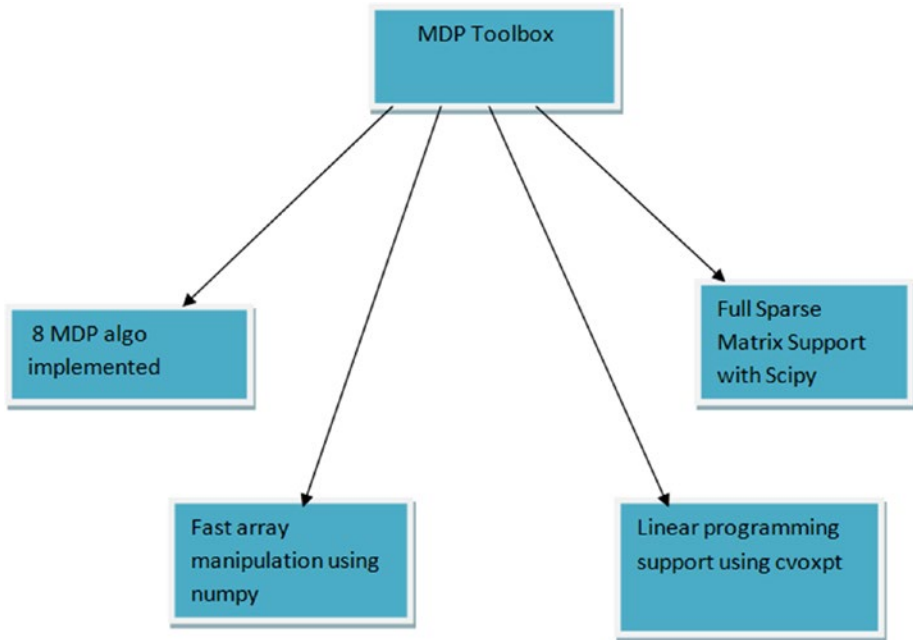 MDP Toolbox
8 MDP algo
implemented
Full Sparse
Matrix Support
with Scipy
Fast array
manipulation using
numpy
Linear programming
support using cvoxpt